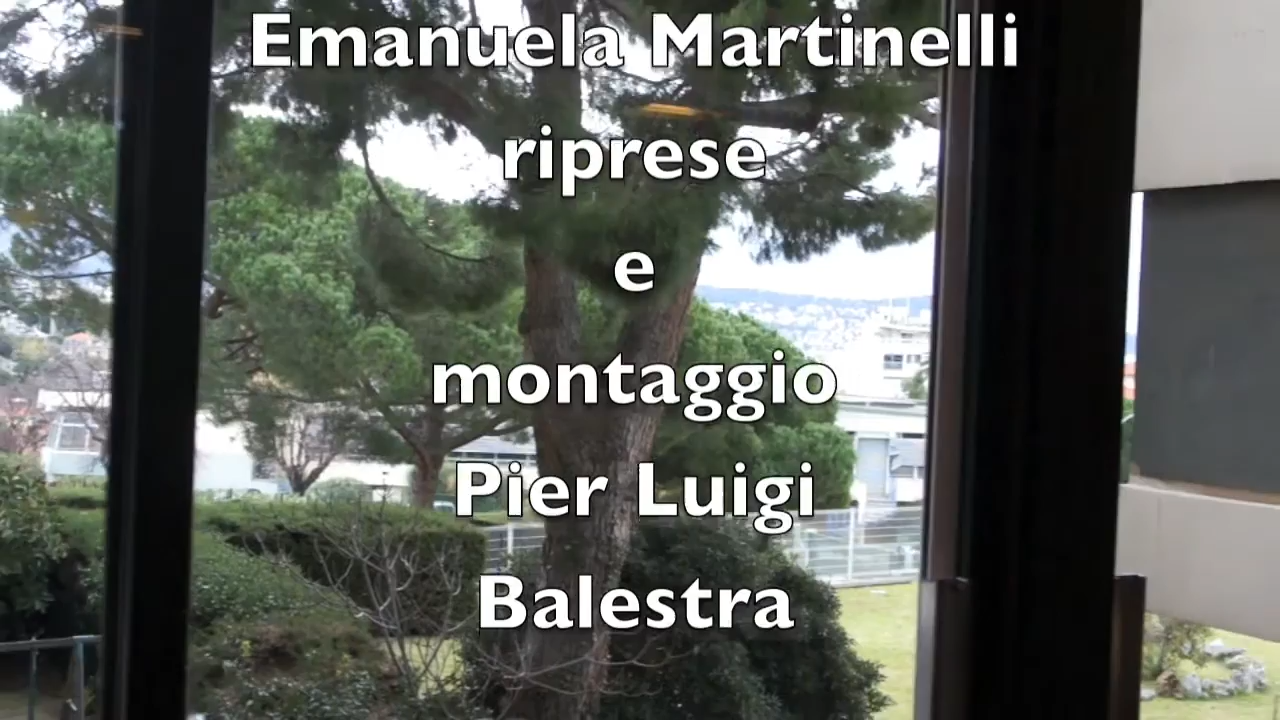 Emanuela Martinelli
riprese
e
montaggio
Pier Luigi
Balestra